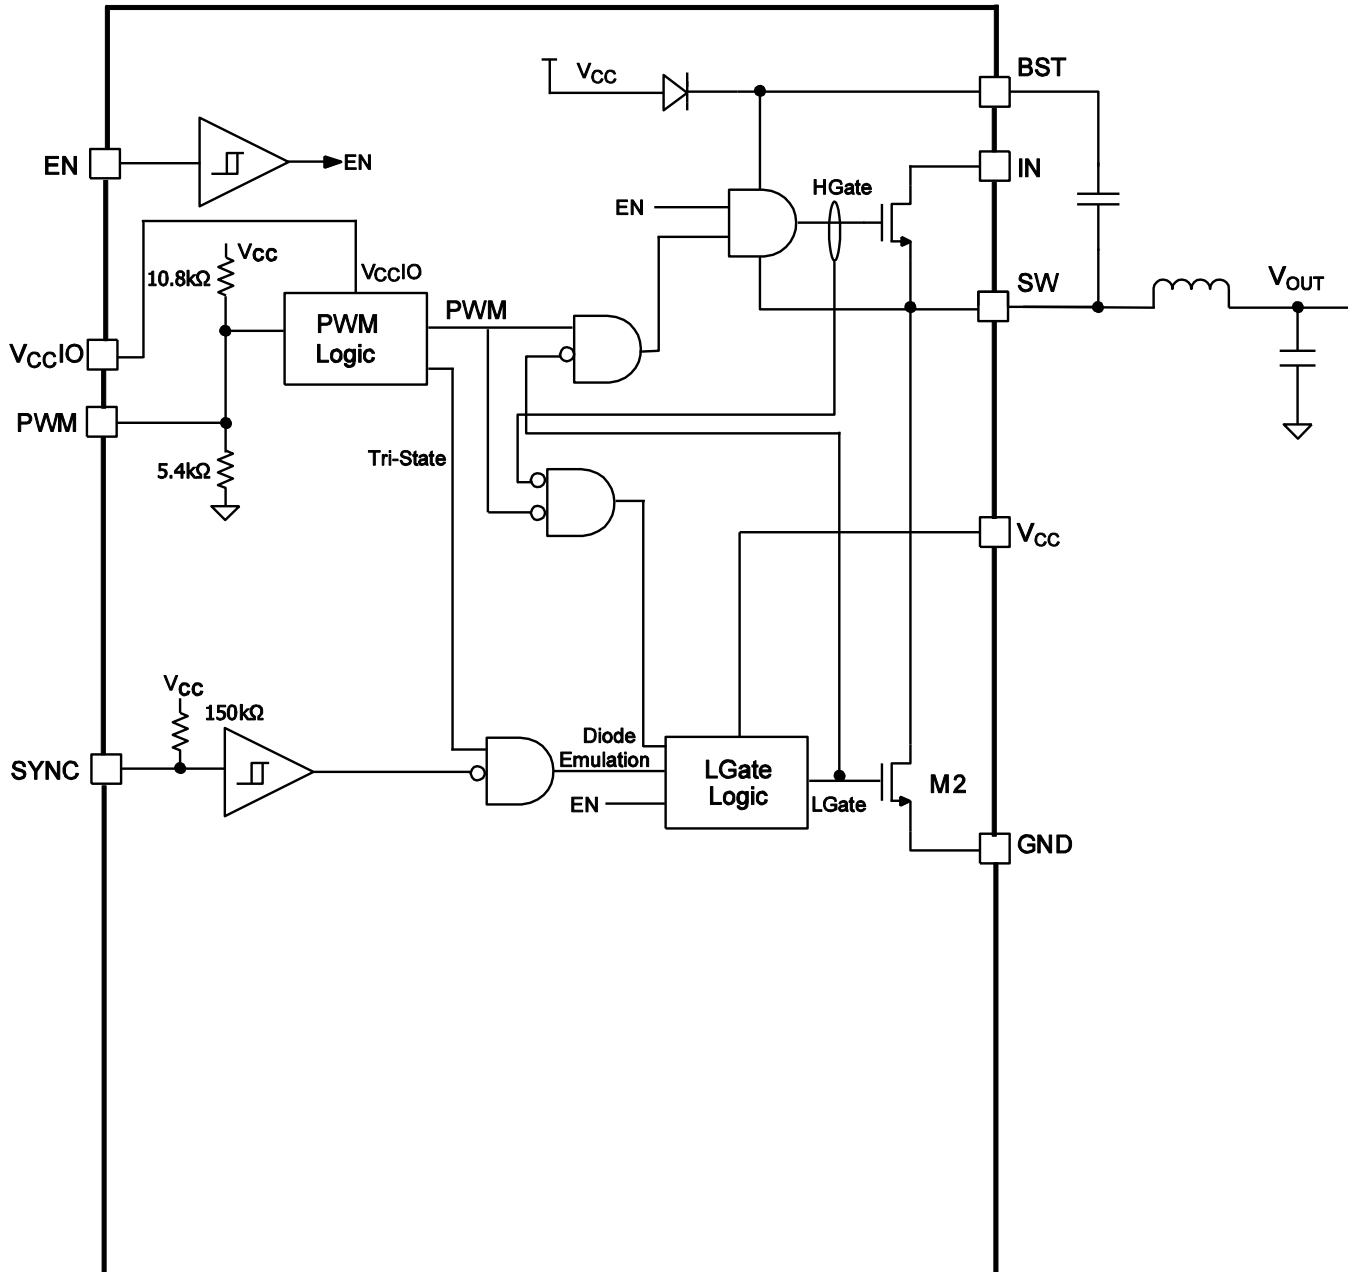 BST
VCC
EN
EN
IN
HGate
EN
VCC
10.8kΩ
VCCIO
SW
VOUT
PWM
PWM
Logic
VCCIO
PWM
Tri-State
5.4kΩ
VCC
VCC
150kΩ
SYNC
Diode
Emulation
EN
LGate
Logic
LGate
M2
GND